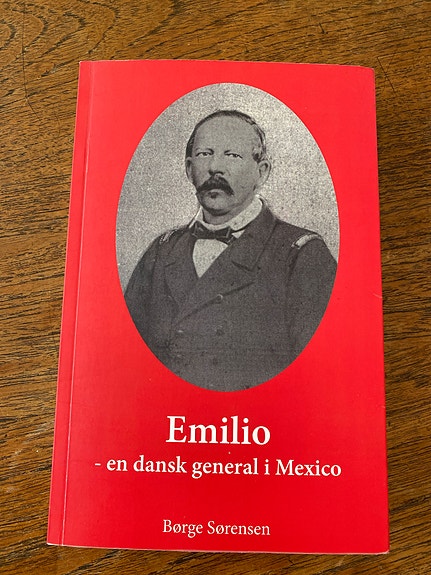 Emilio
- en dansk general i Mexico
Børge Sørensen